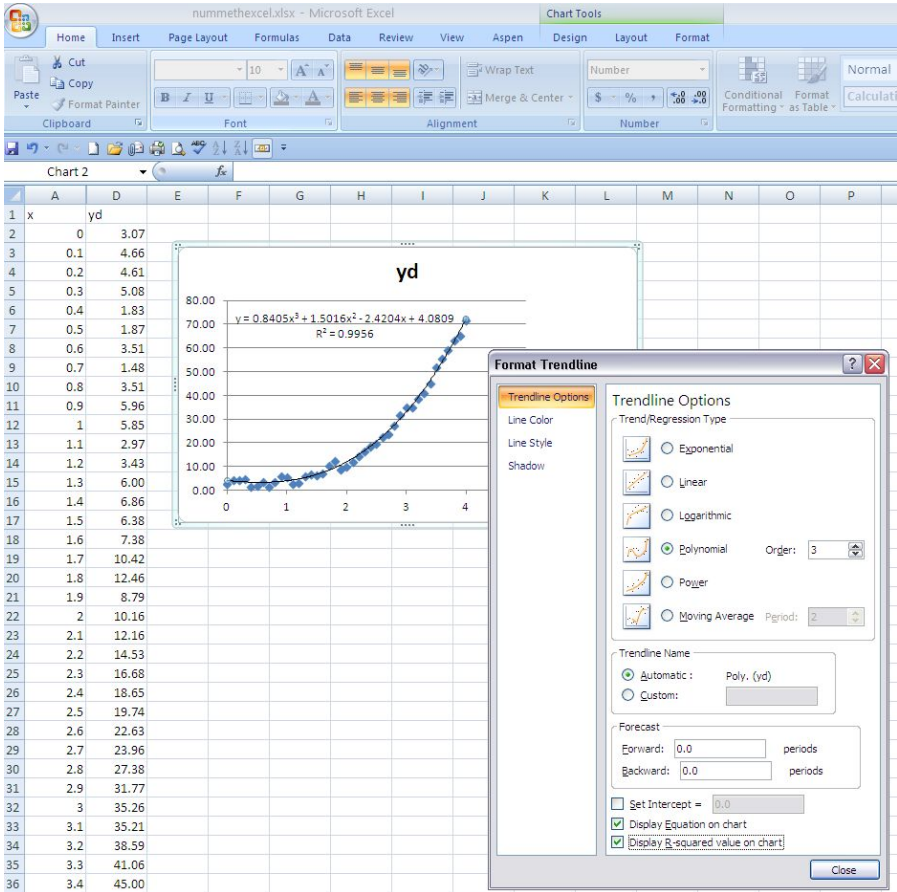 nummethexcel.xlsx - Microsoft Excel
Chart Tools
Home Insert Page Layout Formulas Data Review View Aspen Design Layout Format
Paste
Cut
Copy
Format Painter
Clipboard
10 A A
B I U A
Font
Wrap Text
Merge & Center
Alignment
Number
$ % , .00 .00
Number
Conditional Formatting
Format as Table
Normal
Calculati
Chart 2 fx
A D E F G H I J K L M N O P
1 x yd
2 0 3.07
3 0.1 4.66
4 0.2 4.61
5 0.3 5.08
6 0.4 1.83
7 0.5 1.87
8 0.6 3.51
9 0.7 1.48
10 0.8 3.51
11 0.9 5.96
12 1 5.85
13 1.1 2.97
14 1.2 3.43
15 1.3 6.00
16 1.4 6.86
17 1.5 6.38
18 1.6 7.38
19 1.7 10.42
20 1.8 12.46
21 1.9 8.79
22 2 10.16
23 2.1 12.16
24 2.2 14.53
25 2.3 16.68
26 2.4 18.65
27 2.5 19.74
28 2.6 22.63
29 2.7 23.96
30 2.8 27.38
31 2.9 31.77
32 3 35.26
33 3.1 35.21
34 3.2 38.59
35 3.3 41.06
36 3.4 45.00
yd
y = 0.8405x³ + 1.5016x² - 2.4204x + 4.0809
R² = 0.9956
80.00
70.00
60.00
50.00
40.00
30.00
20.00
10.00
0.00
0 1 2 3 4
Format Trendline ?
Trendline Options
Line Color
Line Style
Shadow
Trendline Options
Trend/Regression Type
Exponential
Linear
Logarithmic
Polynomial Order: 3
Power
Moving Average Period: 2
Trendline Name
Automatic : Poly. (yd)
Custom:
Forecast
Forward: 0.0 periods
Backward: 0.0 periods
Set Intercept = 0.0
Display Equation on chart
Display R-squared value on chart
Close